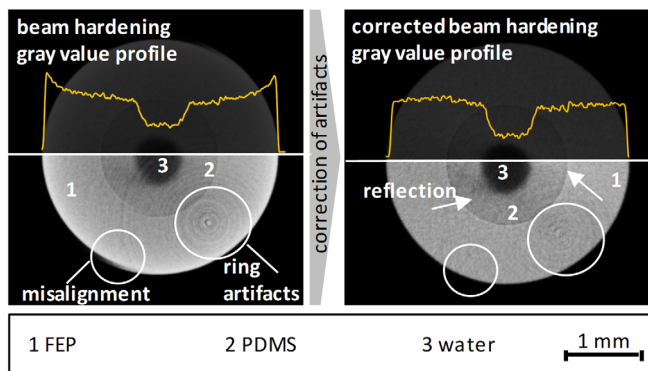 beam hardening
gray value profile
3
1
2
misalignment
ring
artifacts
correction of artifacts
corrected beam hardening
gray value profile
3
1
reflection
2
1 FEP 2 PDMS 3 water 1 mm